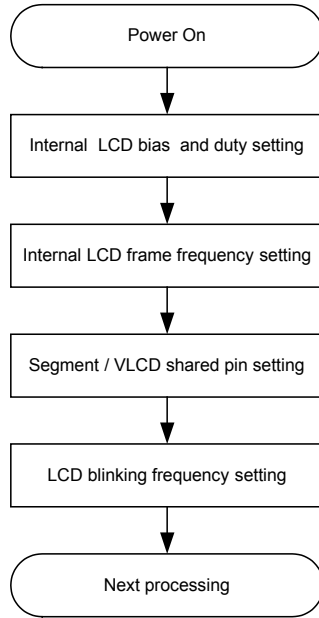 Power On
Internal LCD bias and duty setting
Internal LCD frame frequency setting
Segment / VLCD shared pin setting
LCD blinking frequency setting
Next processing